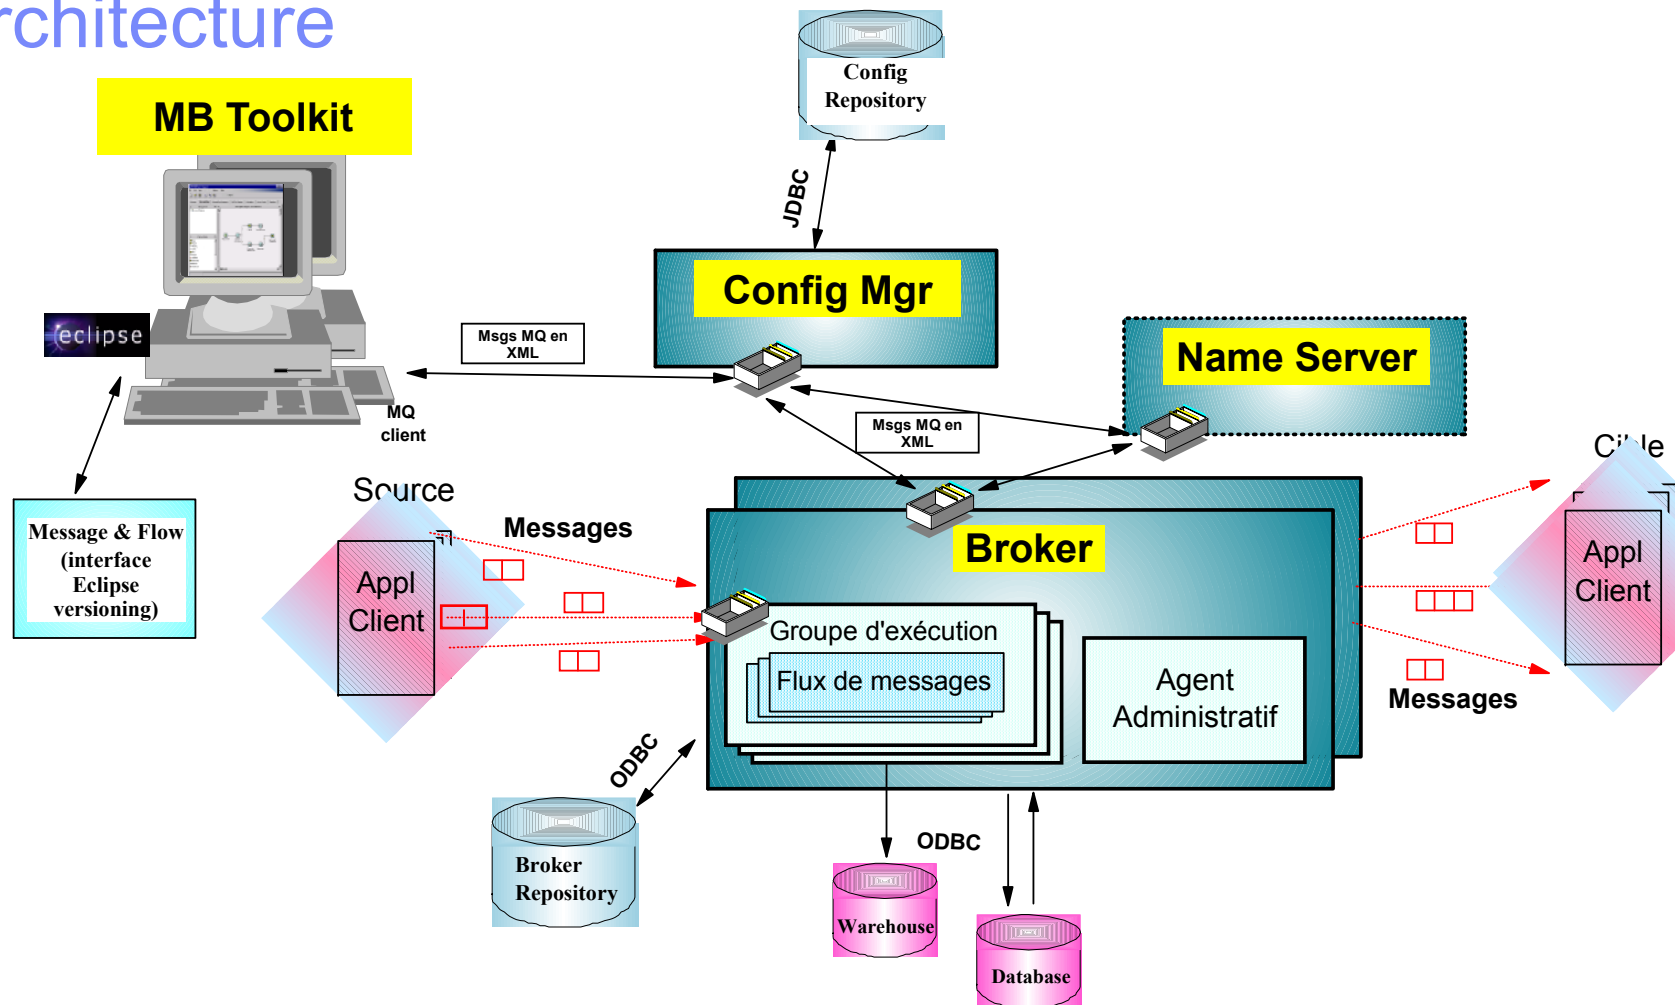 rchitecture
Config
Repository
MB Toolkit
JDBC
Config Mgr
eclipse
Msgs MQ en
XML
Name Server
MQ
client
Msgs MQ en
XML
Source
Cible
Message & Flow
(interface
Eclipse
versioning)
Messages
Broker
Appl
Client
Appl
Client
Groupe d'exécution
Flux de messages
Agent
Administratif
Messages
ODBC
ODBC
Broker
Repository
Warehouse
Database